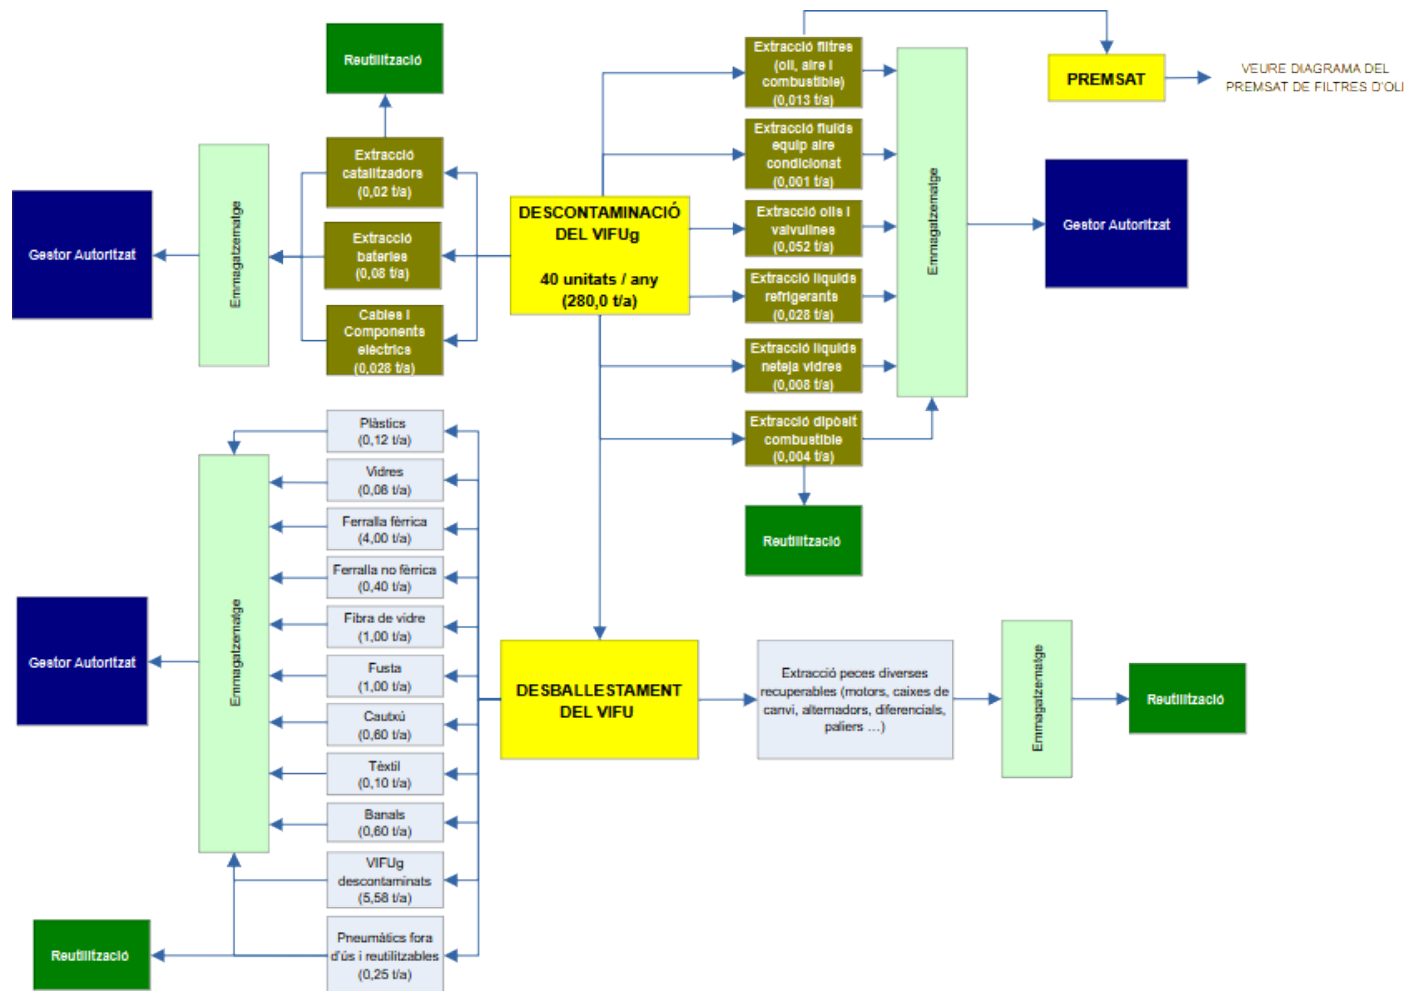 Reutilització
Extracció filtres
(oli, aire i
combustible)
(0,013 t/a)
PREMSAT
VEURE DIAGRAMA DEL
PREMSAT DE FILTRES D'OLI
Extracció fluids
equip aire
condicionat
(0,001 t/a)
Extracció
catalitzadors
(0,02 t/a)
Emmagatzematge
Gestor Autoritzat
Extracció
bateries
(0,08 t/a)
Cables i
Components
elèctrics
(0,028 t/a)
DESCONTAMINACIÓ
DEL VIFUg
40 unitats / any
(280,0 t/a)
Extracció olis i
valvulines
(0,052 t/a)
Extracció líquids
refrigerants
(0,028 t/a)
Extracció líquids
neteja vidres
(0,008 t/a)
Extracció dipòsit
combustible
(0,004 t/a)
Emmagatzematge
Gestor Autoritzat
Reutilització
Plàstics
(0,12 t/a)
Vidres
(0,08 t/a)
Ferralla fèrrica
(4,00 t/a)
Ferralla no fèrrica
(0,40 t/a)
Fibra de vidre
(1,00 t/a)
Fusta
(1,00 t/a)
Cautxú
(0,60 t/a)
Tèxtil
(0,10 t/a)
Banals
(0,60 t/a)
VIFUg
descontaminats
(5,58 t/a)
Pneumàtics fora
d'ús i reutilitzables
(0,25 t/a)
Emmagatzematge
Gestor Autoritzat
Reutilització
DESBALLESTAMENT
DEL VIFU
Extracció peces diverses
recuperables (motors, caixes de
canvi, alternadors, diferencials,
paliers ...)
Emmagatzematge
Reutilització